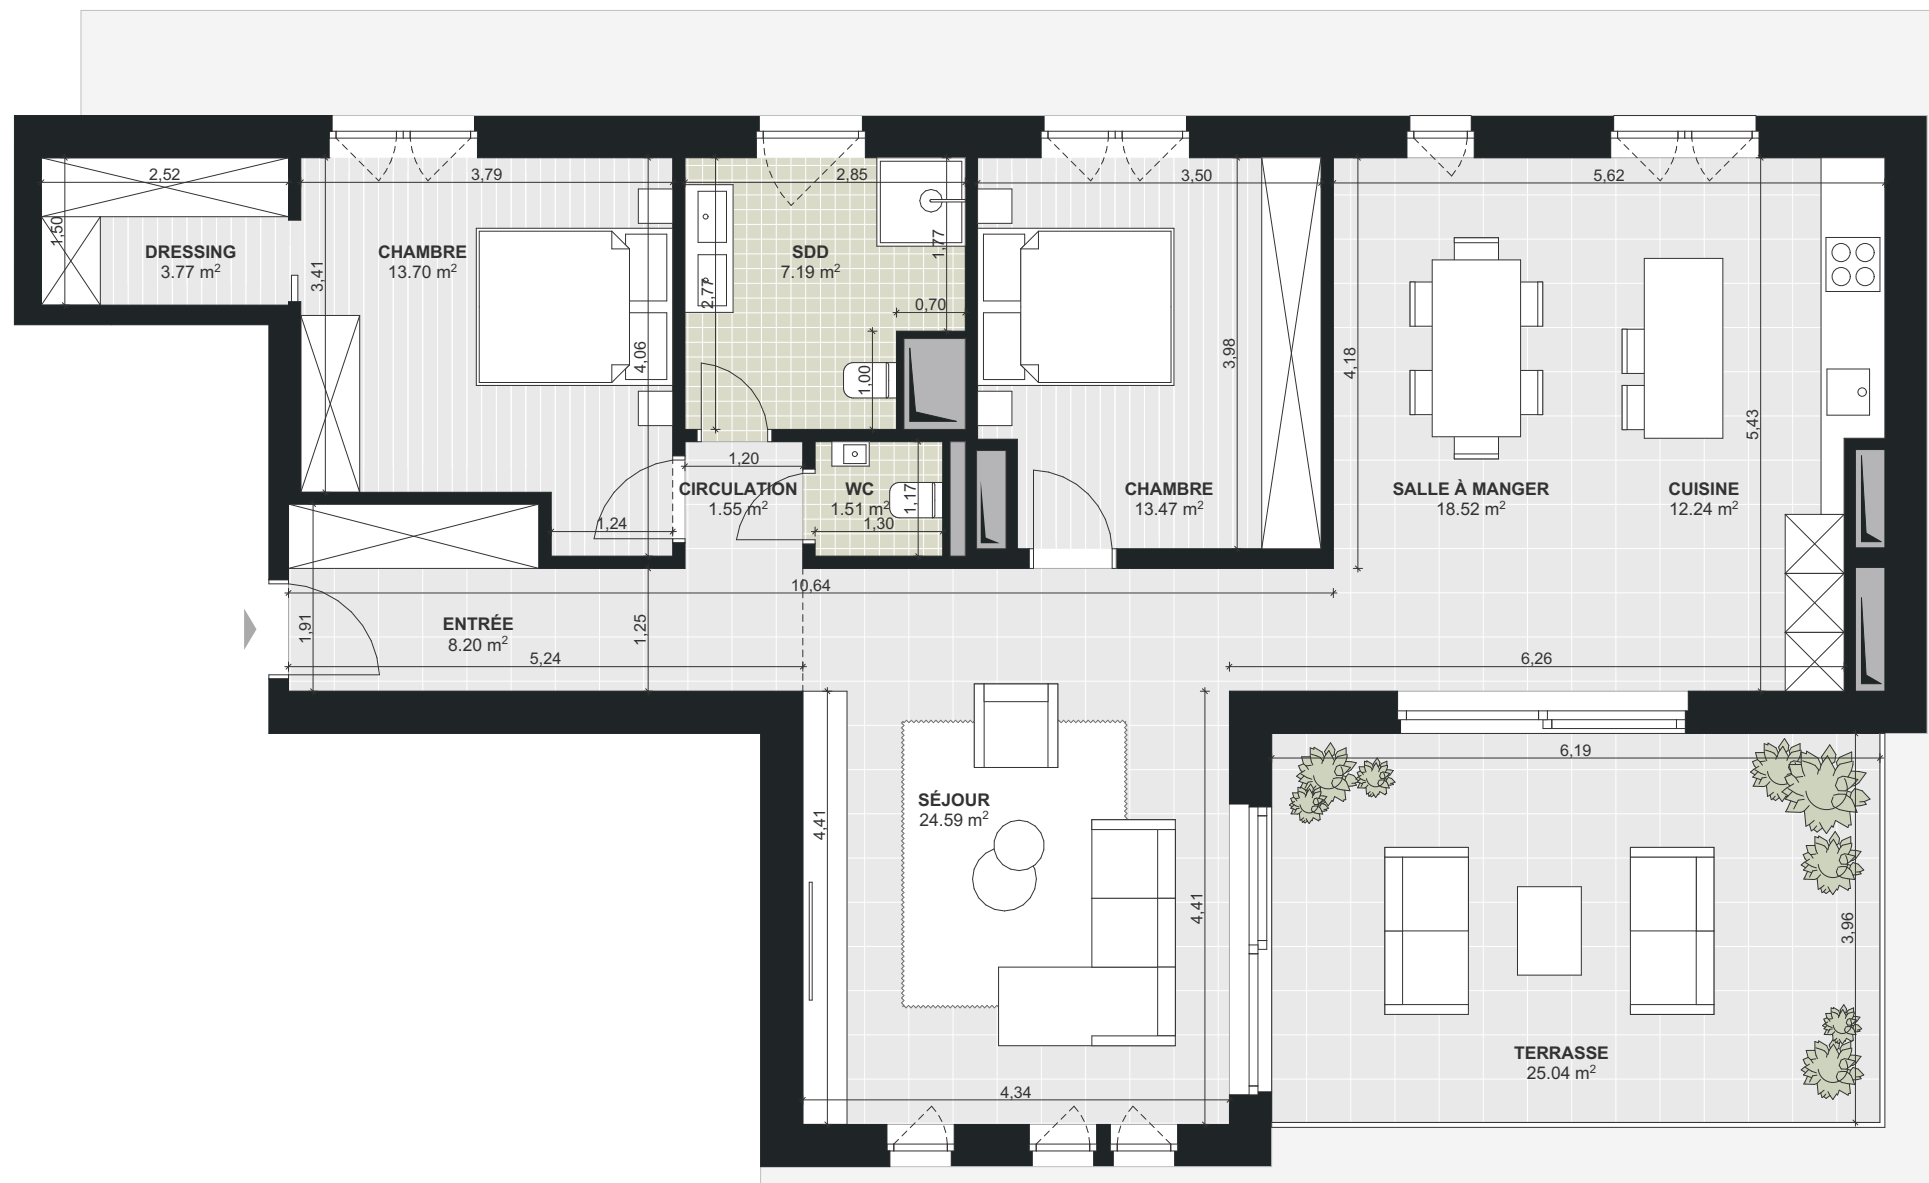 2,52
3,79
2,85
3,50
5,62
1,50
DRESSING
3.77 m²
CHAMBRE
13.70 m²
3,41
SDD
7.19 m²
1,77
2,77
0,70
4,06
1,00
3,98
4,18
5,43
1,20
CIRCULATION
1.55 m²
WC
1.51 m²
1,17
1,30
1,24
CHAMBRE
13.47 m²
SALLE À MANGER
18.52 m²
CUISINE
12.24 m²
10,64
1,91
ENTRÉE
8.20 m²
1,25
5,24
6,26
6,19
SÉJOUR
24.59 m²
4,41
4,41
3,96
TERRASSE
25.04 m²
4,34